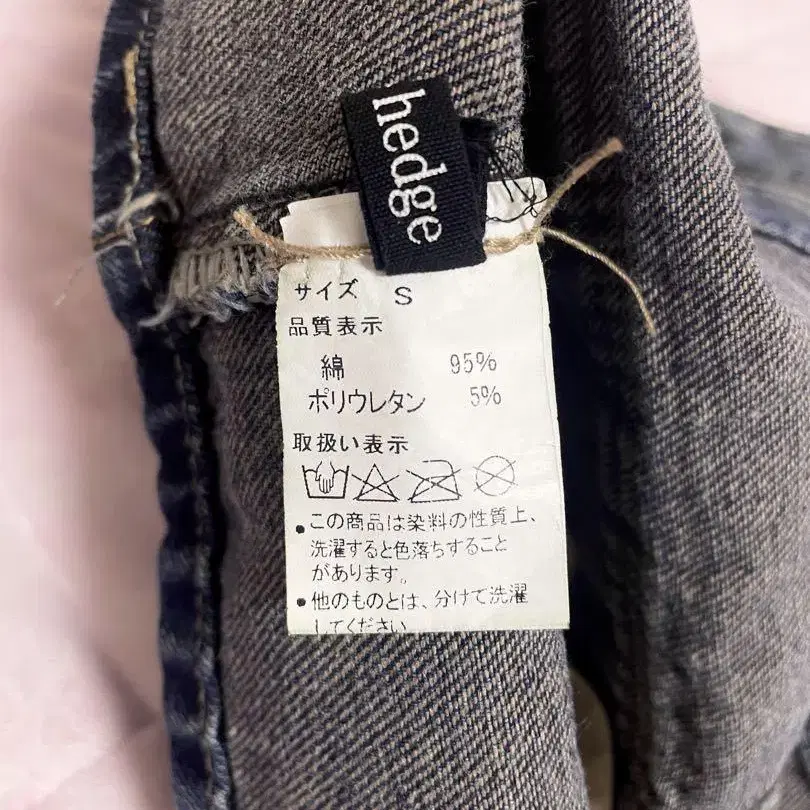 hedge
サイズ S
品質表示
綿 95%
ポリウレタン 5%
取扱い表示
•この商品は染料の性質上、
洗濯すると色落ちすること
があります。
•他のものとは、分けて洗濯
してください